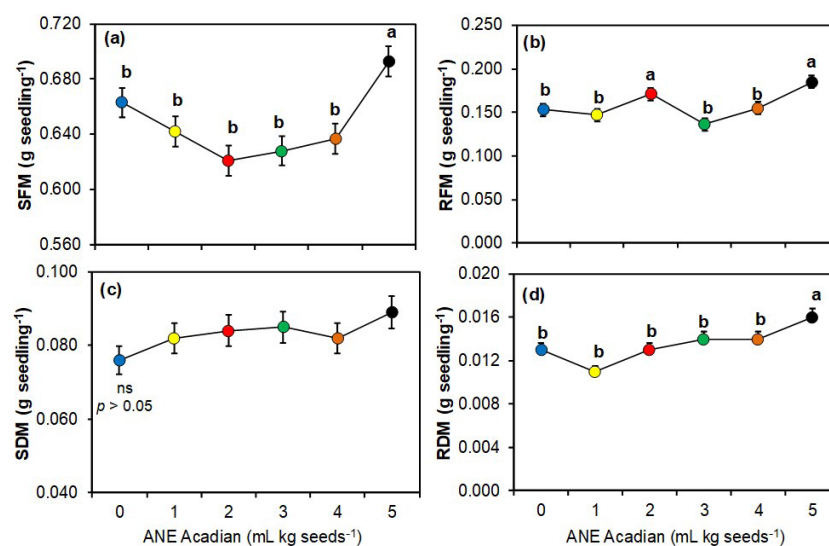 (a)
SFM (g seedling⁻¹)
0.720
0.680
0.640
0.600
0.560
b
b
b
b
b
a
(b)
RFM (g seedling⁻¹)
0.250
0.200
0.150
0.100
0.050
0.000
b
b
a
b
b
a
(c)
SDM (g seedling⁻¹)
0.100
0.080
0.060
0.040
ns
p > 0.05
0 1 2 3 4 5
ANE Acadian (mL kg seeds⁻¹)
(d)
RDM (g seedling⁻¹)
0.020
0.016
0.012
0.008
0.004
0.000
b
b
b
b
b
a
0 1 2 3 4 5
ANE Acadian (mL kg seeds⁻¹)